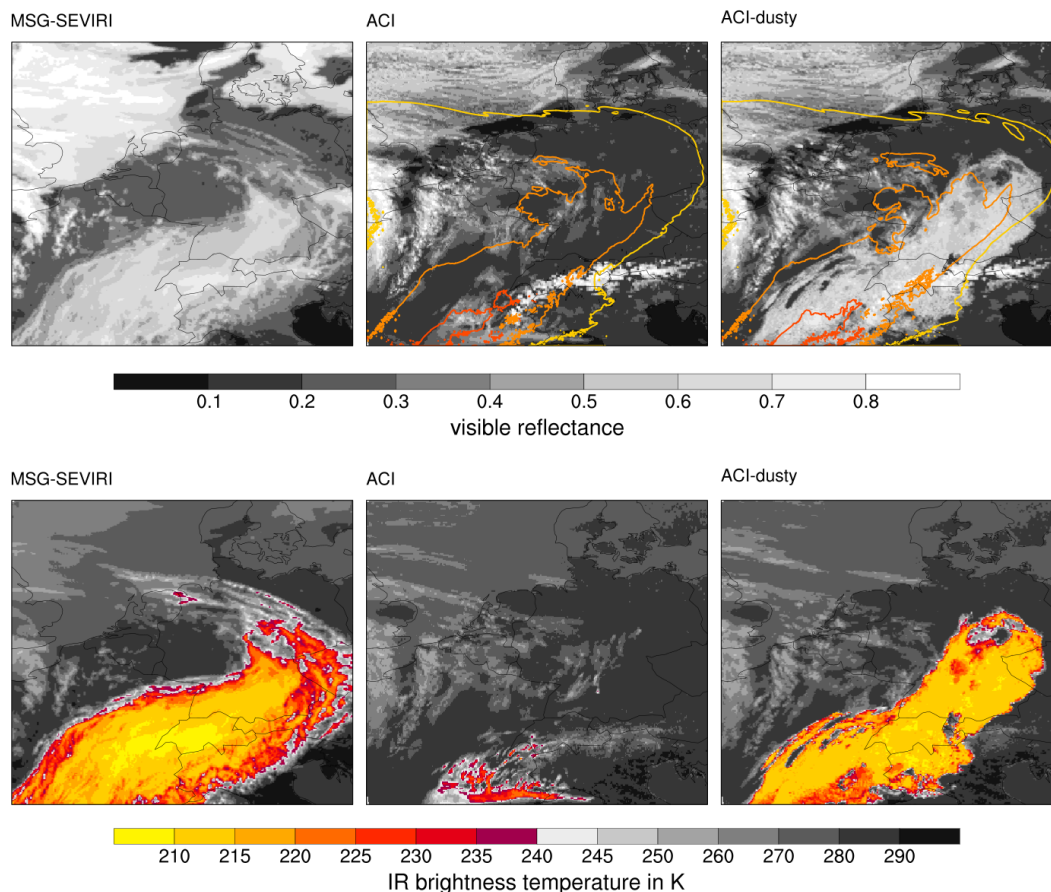 MSG-SEVIRI ACI ACI-dusty
0.1 0.2 0.3 0.4 0.5 0.6 0.7 0.8
visible reflectance
MSG-SEVIRI ACI ACI-dusty
210 215 220 225 230 235 240 245 250 260 270 280 290
IR brightness temperature in K